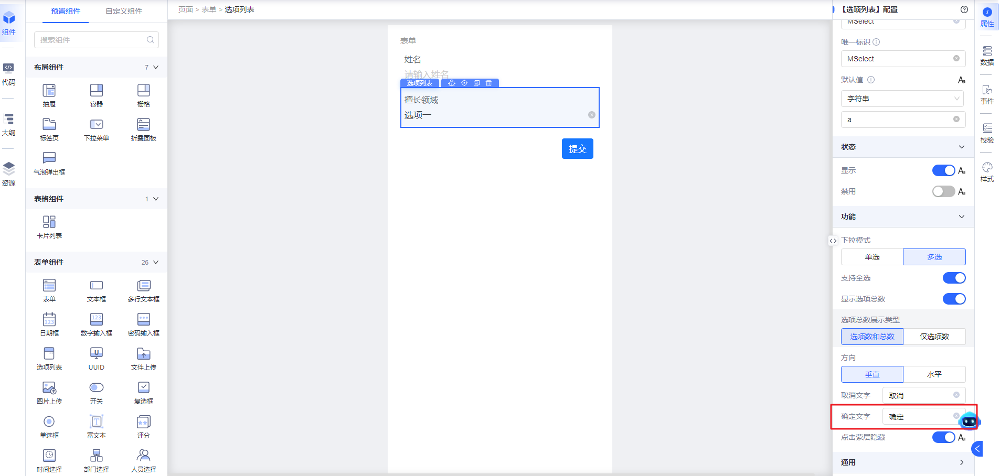 组件
代码
大纲
资源
预置组件
自定义组件
搜索组件
布局组件 7
抽屉 容器 栅格
标签页 下拉菜单 折叠面板
气泡弹出框
表格组件 1
卡片列表
表单组件 26
表单 文本框 多行文本框
123 123
日期框 数字输入框 密码输入框
U
选项列表 UUID 文件上传
图片上传 开关 复选框
T
单选框 富文本 评分
时间选择 部门选择 人员选择
页面 > 表单 > 选项列表
表单
姓名
请输入姓名
选项列表
擅长领域
选项一
提交
【选项列表】配置
MSelect
唯一标识
MSelect
默认值
字符串
a
状态
显示
禁用
功能
下拉模式
单选 多选
支持全选
显示选项总数
选项总数展示类型
选项数和总数 仅选项数
方向
垂直 水平
取消文字 取消
确定文字 确定
点击蒙层隐藏
通用
属性
数据
事件
校验
样式